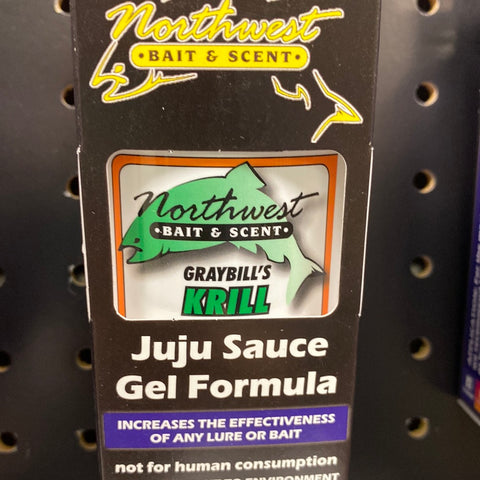 Northwest
• BAIT & SCENT •
Northwest
• BAIT & SCENT •
GRAYBILL'S
KRILL
Juju Sauce
Gel Formula
INCREASES THE EFFECTIVENESS
OF ANY LURE OR BAIT
not for human consumption
ENVIRONMENT